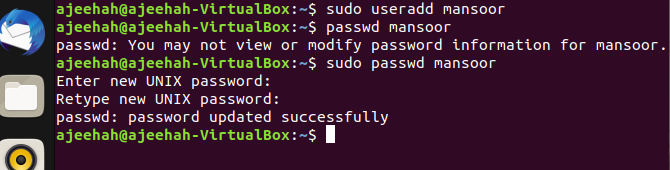 ajeehah@ajeehah-VirtualBox:~$ sudo useradd mansoor
ajeehah@ajeehah-VirtualBox:~$ passwd mansoor
passwd: You may not view or modify password information for mansoor.
ajeehah@ajeehah-VirtualBox:~$ sudo passwd mansoor
Enter new UNIX password:
Retype new UNIX password:
passwd: password updated successfully
ajeehah@ajeehah-VirtualBox:~$